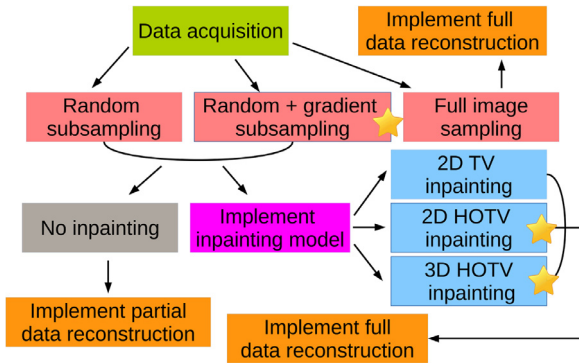 Data acquisition
Implement full
data reconstruction
Random
subsampling
Random + gradient
subsampling
Full image
sampling
No inpainting
Implement
inpainting model
2D TV
inpainting
2D HOTV
inpainting
3D HOTV
inpainting
Implement partial
data reconstruction
Implement full
data reconstruction